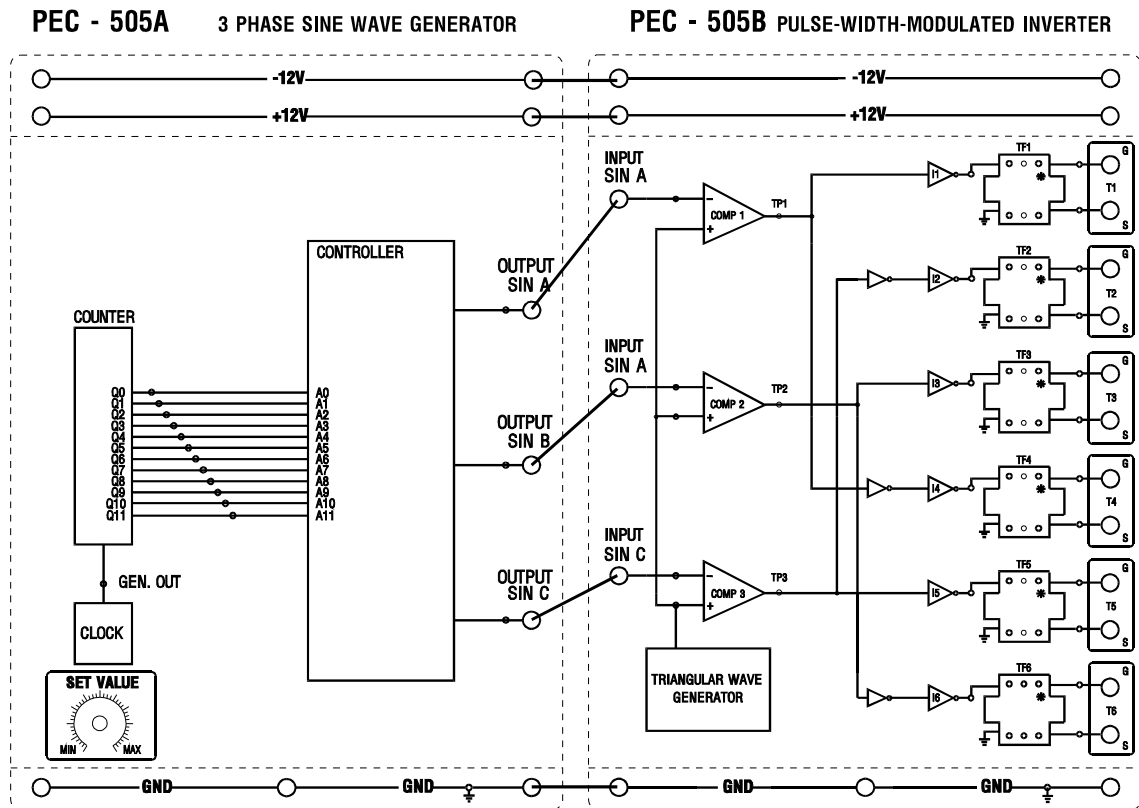 PEC - 505A 3 PHASE SINE WAVE GENERATOR
PEC - 505B PULSE-WIDTH-MODULATED INVERTER
-12V
-12V
+12V
+12V
COUNTER
Q0
Q1
Q2
Q3
Q4
Q5
Q6
Q7
Q8
Q9
Q10
Q11
GEN. OUT
CLOCK
SET VALUE
MIN MAX
CONTROLLER
A0
A1
A2
A3
A4
A5
A6
A7
A8
A9
A10
A11
OUTPUT
SIN A
OUTPUT
SIN B
OUTPUT
SIN C
INPUT
SIN A
INPUT
SIN A
INPUT
SIN C
-
COMP 1
+
TP1
-
COMP 2
+
TP2
-
COMP 3
+
TP3
TRIANGULAR WAVE
GENERATOR
I1
TF1
*
G
T1
S
I2
TF2
*
G
T2
S
I3
TF3
*
G
T3
S
I4
TF4
*
G
T4
S
I5
TF5
*
G
T5
S
I6
TF6
*
G
T6
S
GND
GND
GND
GND